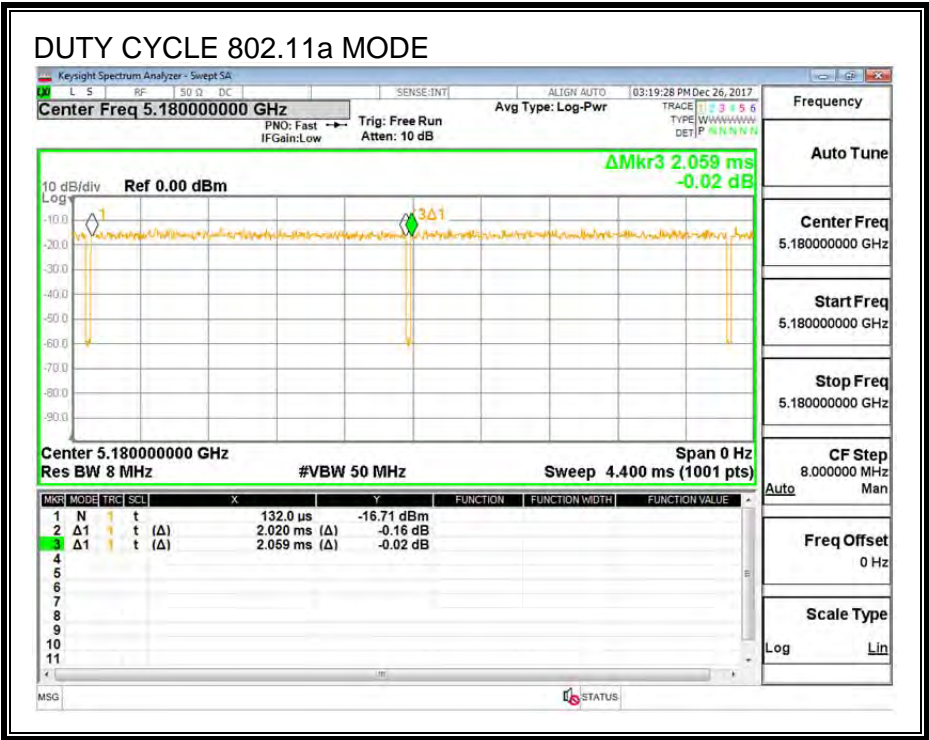 DUTY CYCLE 802.11a MODE
Keysight Spectrum Analyzer - Swept SA
L S RF 50 Ω DC SENSE:INT ALIGN AUTO 03:19:28 PM Dec 26, 2017
Center Freq 5.180000000 GHz
Avg Type: Log-Pwr
TRACE 1 2 3 4 5 6
TYPE WWWWWW
DET P N N N N N
PNO: Fast
IFGain:Low
Trig: Free Run
Atten: 10 dB
Frequency
Auto Tune
ΔMkr3 2.059 ms
-0.02 dB
10 dB/div Ref 0.00 dBm
Log
-10.0
-20.0
-30.0
-40.0
-50.0
-60.0
-70.0
-80.0
-90.0
1
3Δ1
Center Freq
5.180000000 GHz
Start Freq
5.180000000 GHz
Stop Freq
5.180000000 GHz
Center 5.180000000 GHz Span 0 Hz
Res BW 8 MHz #VBW 50 MHz Sweep 4.400 ms (1001 pts)
CF Step
8.000000 MHz
Auto Man
MKR MODE TRC SCL X Y FUNCTION FUNCTION WIDTH FUNCTION VALUE
1 N 1 t 132.0 µs -16.71 dBm
2 Δ1 1 t (Δ) 2.020 ms (Δ) -0.16 dB
3 Δ1 1 t (Δ) 2.059 ms (Δ) -0.02 dB
4
5
6
7
8
9
10
11
Freq Offset
0 Hz
Scale Type
Log Lin
MSG STATUS